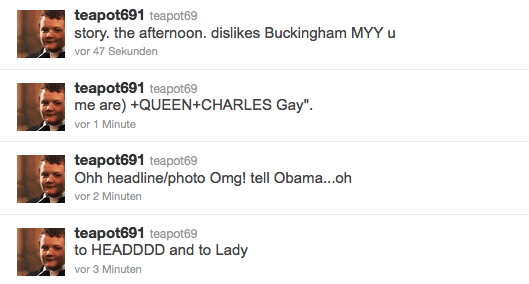 teapot691 teapot69
story. the afternoon. dislikes Buckingham MYY u
vor 47 Sekunden
teapot691 teapot69
me are) +QUEEN+CHARLES Gay".
vor 1 Minute
teapot691 teapot69
Ohh headline/photo Omg! tell Obama...oh
vor 2 Minuten
teapot691 teapot69
to HEADDDD and to Lady
vor 3 Minuten